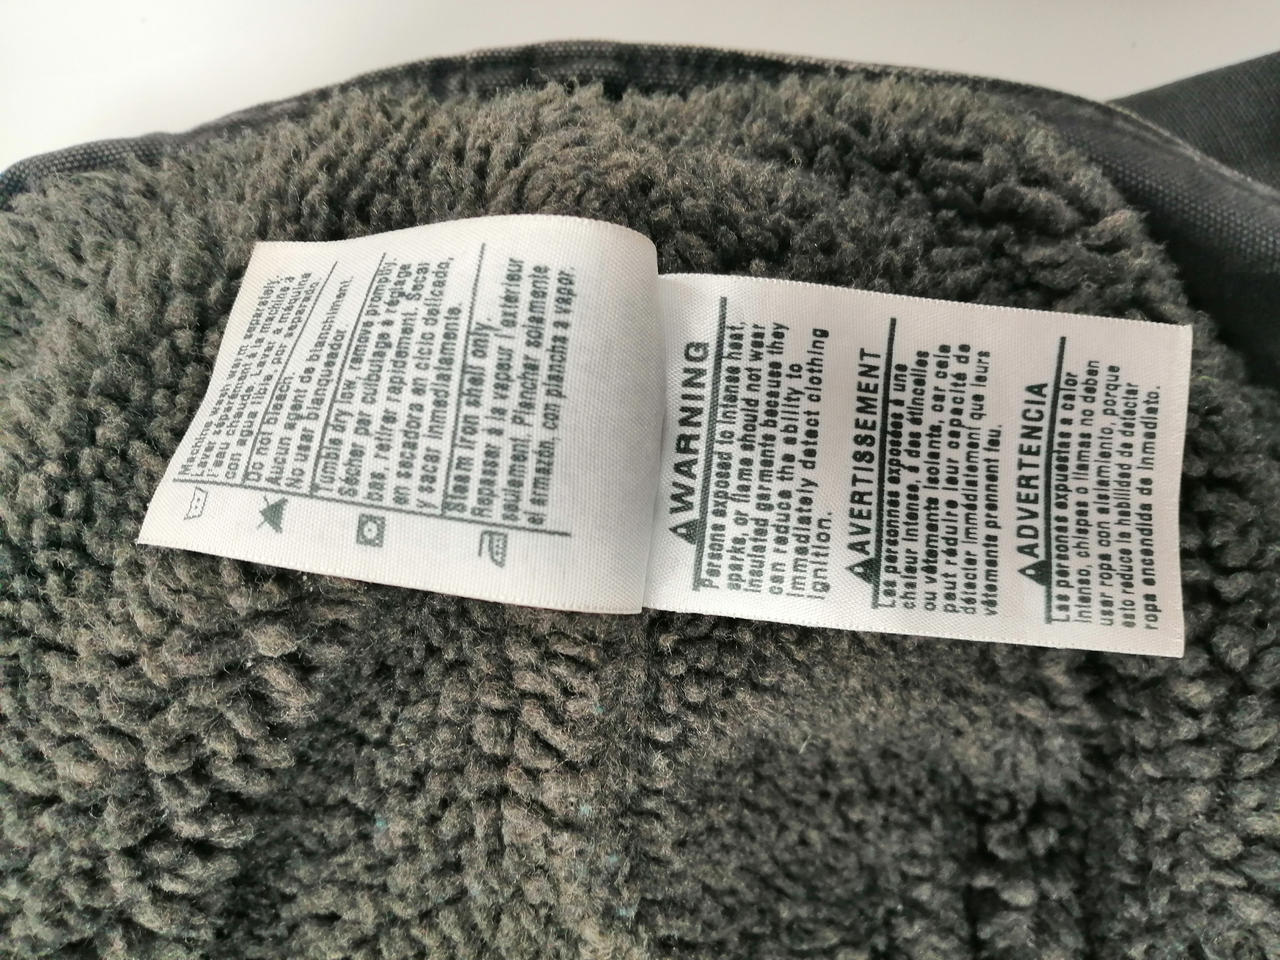 Machine wash warm separately.
Laver séparément à la machine à
l'eau chaude. Lavar a máquina
con agua tibia, por separado.
Do not bleach.
Aucun agent de blanchiment.
No usar blanqueador
Tumble dry low, remove promptly.
Sécher par culbutage à réglage
bas, retirer rapidement. Secar
en secadora en ciclo delicado,
y sacar inmediatamente.
Steam iron shell only.
Repasser à la vapeur l'extérieur
seulement. Planchar solamente
el armazón, con plancha a vapor.
WARNING
Persons exposed to intense heat,
sparks, or flame should not wear
insulated garments because they
can reduce the ability to
immediately detect clothing
ignition.
AVERTISSEMENT
Les personnes exposées à une
chaleur intense, à des étincelles
ou vêtements isolants, car cela
peut réduire leur capacité de
détecter immédiatement que leurs
vêtements prennent feu.
ADVERTENCIA
Las personas expuestas a calor
intenso, chispas o llamas no deben
usar ropa con aislamiento, porque
esto reduce la habilidad de detectar
ropa encendida de inmediato.